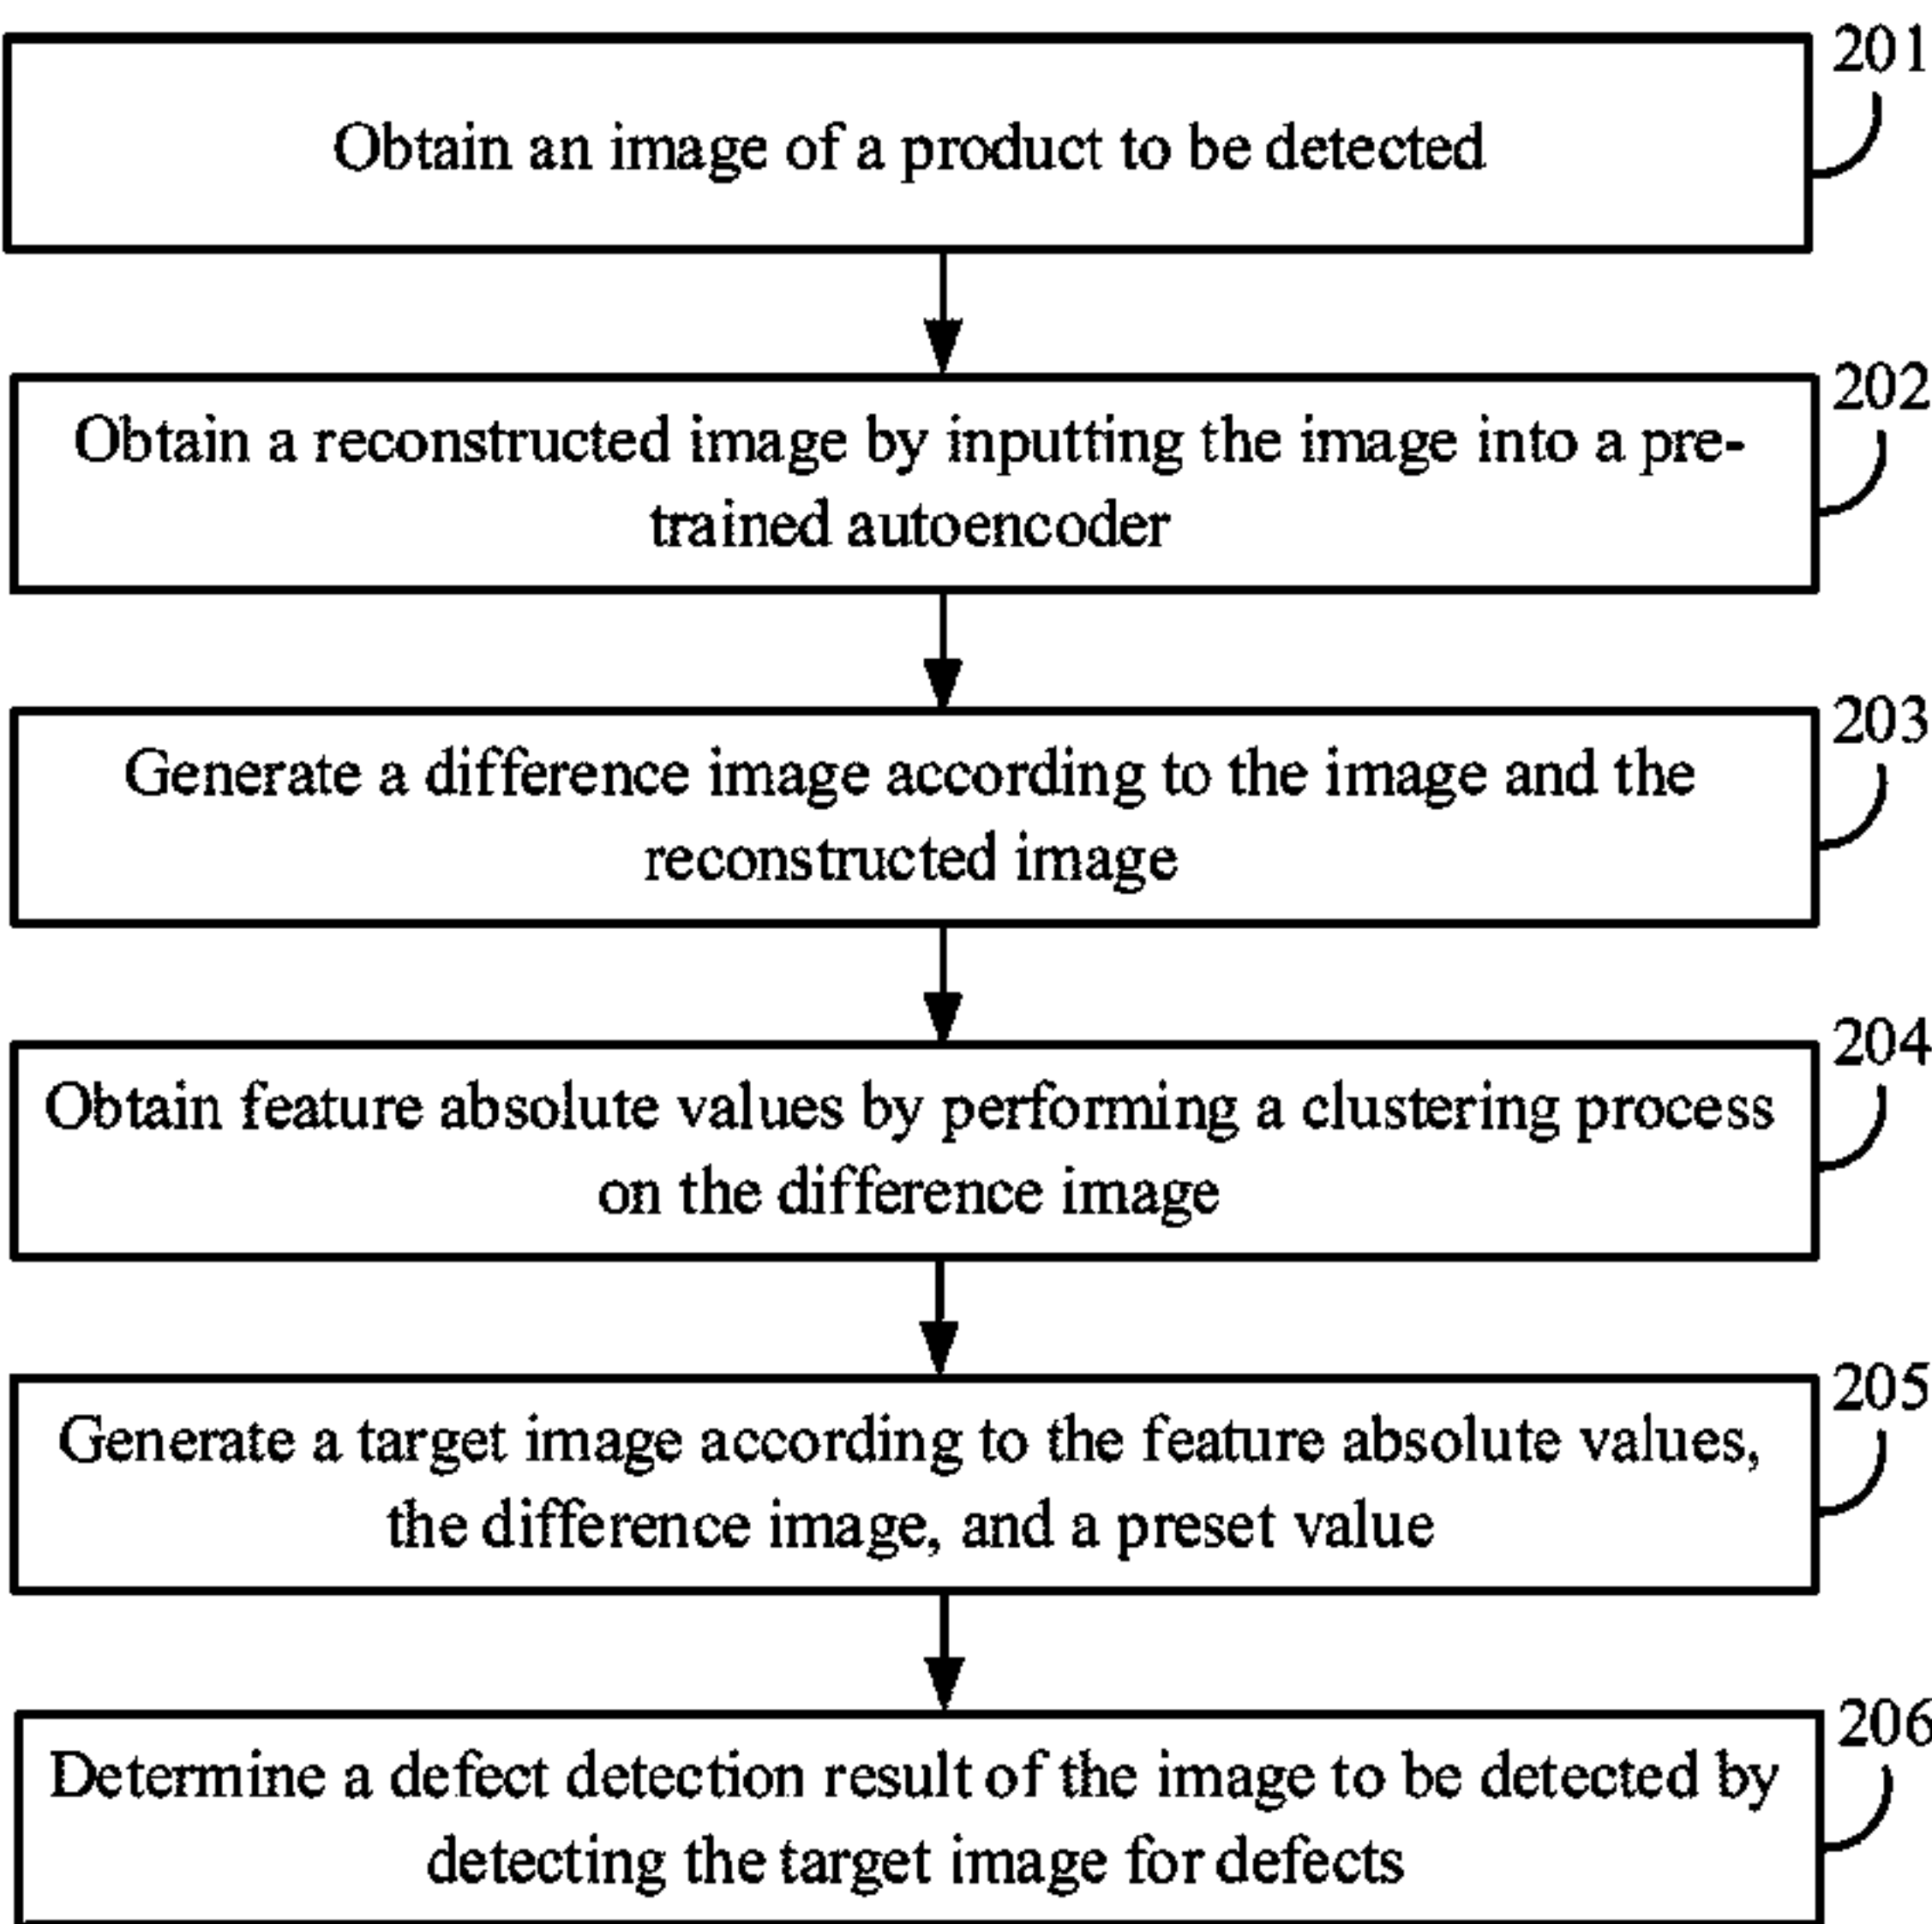 201
Obtain an image of a product to be detected
202
Obtain a reconstructed image by inputting the image into a pre-
trained autoencoder
203
Generate a difference image according to the image and the
reconstructed image
204
Obtain feature absolute values by performing a clustering process
on the difference image
205
Generate a target image according to the feature absolute values,
the difference image, and a preset value
206
Determine a defect detection result of the image to be detected by
detecting the target image for defects